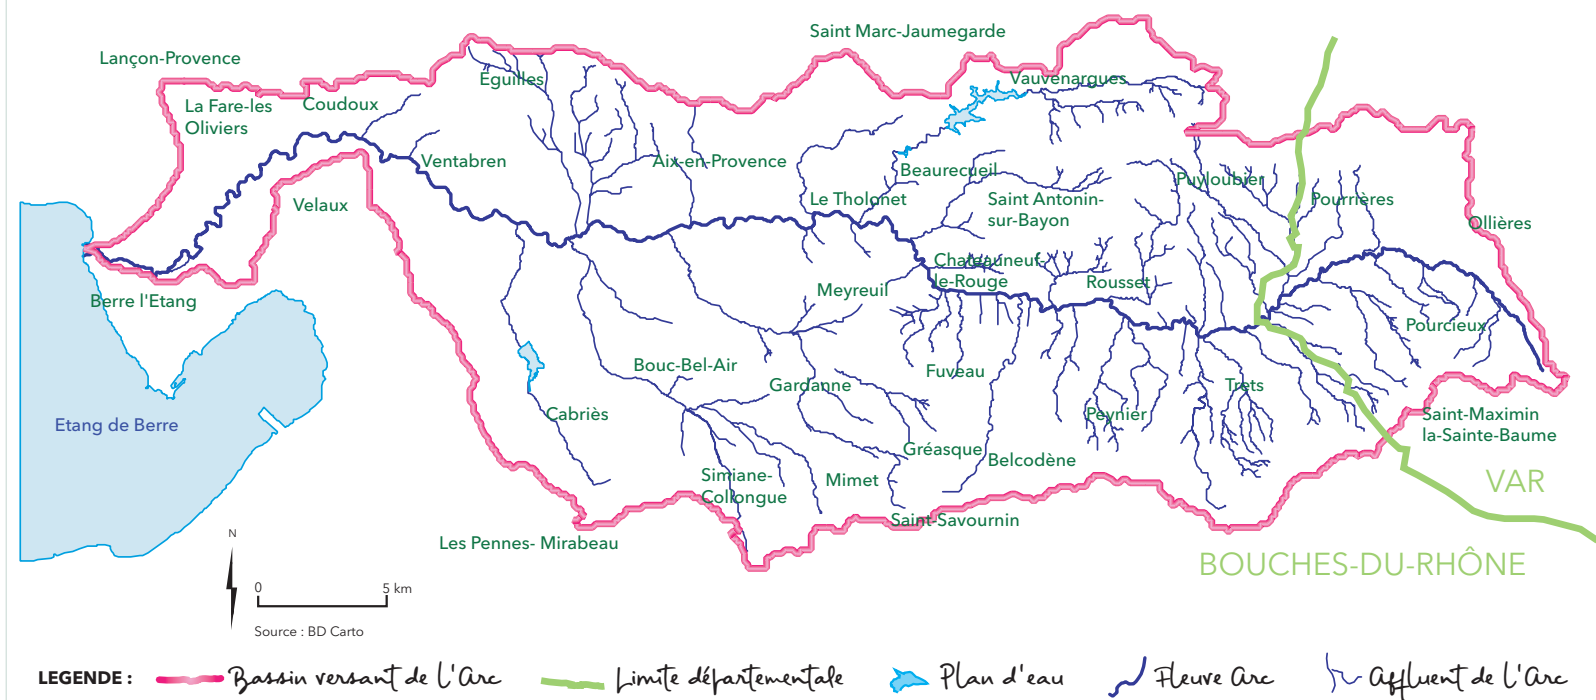 Saint Marc-Jaumegarde
Lançon-Provence
Éguilles
Vauvenargues
La Fare-les
Oliviers
Coudoux
Ventabren
Aix-en-Provence
Beaurecueil
Puyloubier
Le Tholonet
Saint Antonin-
sur-Bayon
Pourrières
Velaux
Ollières
Chateauneuf-
le-Rouge
Rousset
Meyreuil
Berre l'Etang
Pourcieux
Bouc-Bel-Air
Fuveau
Gardanne
Trets
Cabriès
Peynier
Saint-Maximin
la-Sainte-Baume
Etang de Berre
Gréasque
Belcodène
Simiane-
Collongue
Mimet
VAR
Saint-Savournin
Les Pennes- Mirabeau
BOUCHES-DU-RHÔNE
N
0 5 km
Source : BD Carto
LEGENDE : Bassin versant de l'Arc Limite départementale Plan d'eau Fleuve Arc Affluent de l'Arc